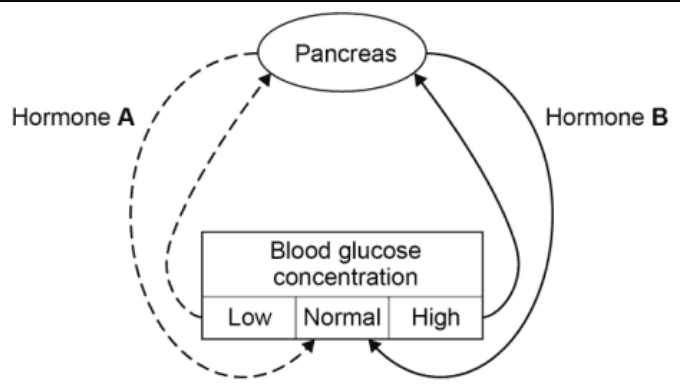 Pancreas
Hormone A
Hormone B
Blood glucose
concentration
Low
Normal
High